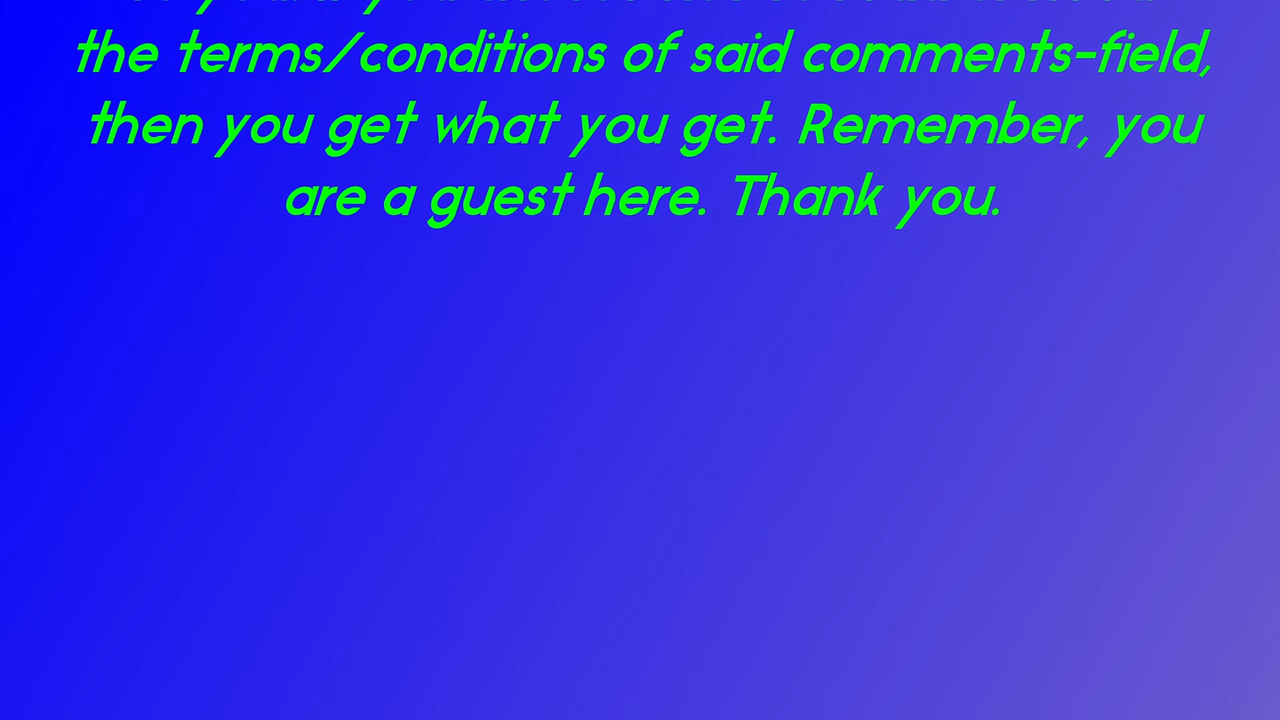 the terms/conditions of said comments-field,
then you get what you get. Remember, you
are a guest here. Thank you.